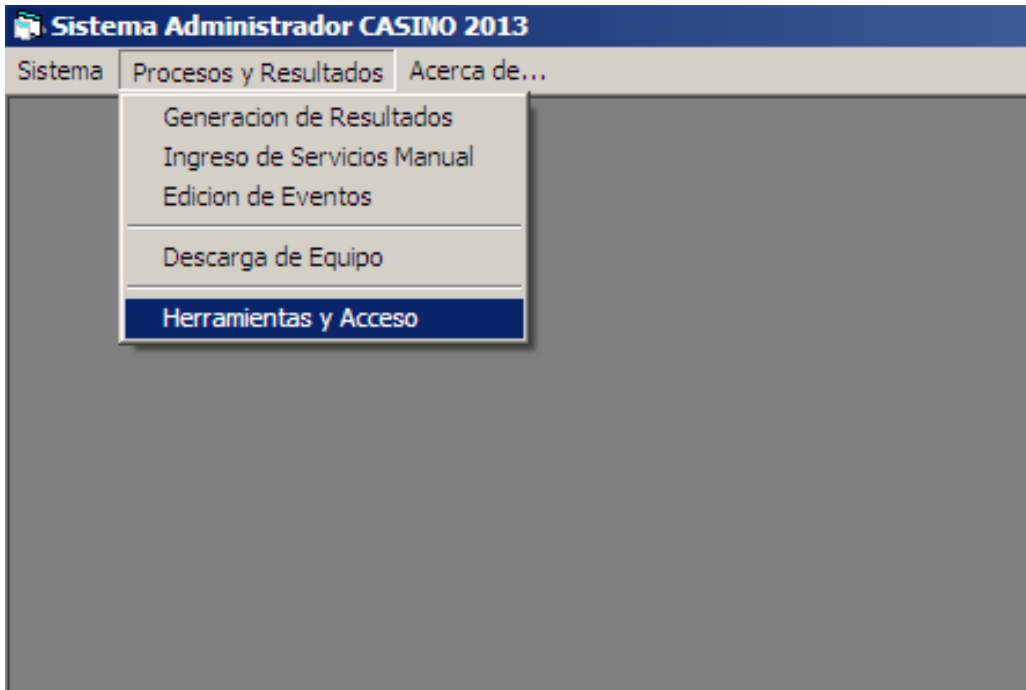 Sistema Administrador CASINO 2013
Sistema Procesos y Resultados Acerca de...
Generacion de Resultados
Ingreso de Servicios Manual
Edicion de Eventos
Descarga de Equipo
Herramientas y Acceso